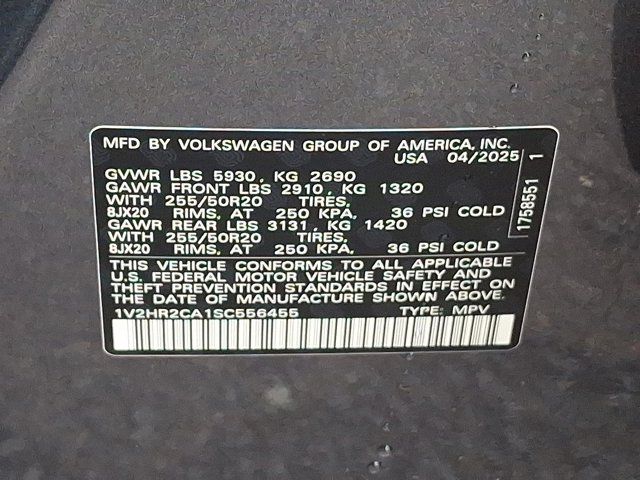 MFD BY VOLKSWAGEN GROUP OF AMERICA, INC.
USA 04/2025
GVWR LBS 5930, KG 2690
GAWR FRONT LBS 2910, KG 1320
WITH 255/50R20 TIRES,
8JX20 RIMS, AT 250 KPA, 36 PSI COLD
GAWR REAR LBS 3131, KG 1420
WITH 255/50R20 TIRES,
8JX20 RIMS, AT 250 KPA, 36 PSI COLD
THIS VEHICLE CONFORMS TO ALL APPLICABLE
U.S. FEDERAL MOTOR VEHICLE SAFETY AND
THEFT PREVENTION STANDARDS IN EFFECT ON
THE DATE OF MANUFACTURE SHOWN ABOVE.
1V2HR2CA1SC556455 TYPE: MPV
1758551 1